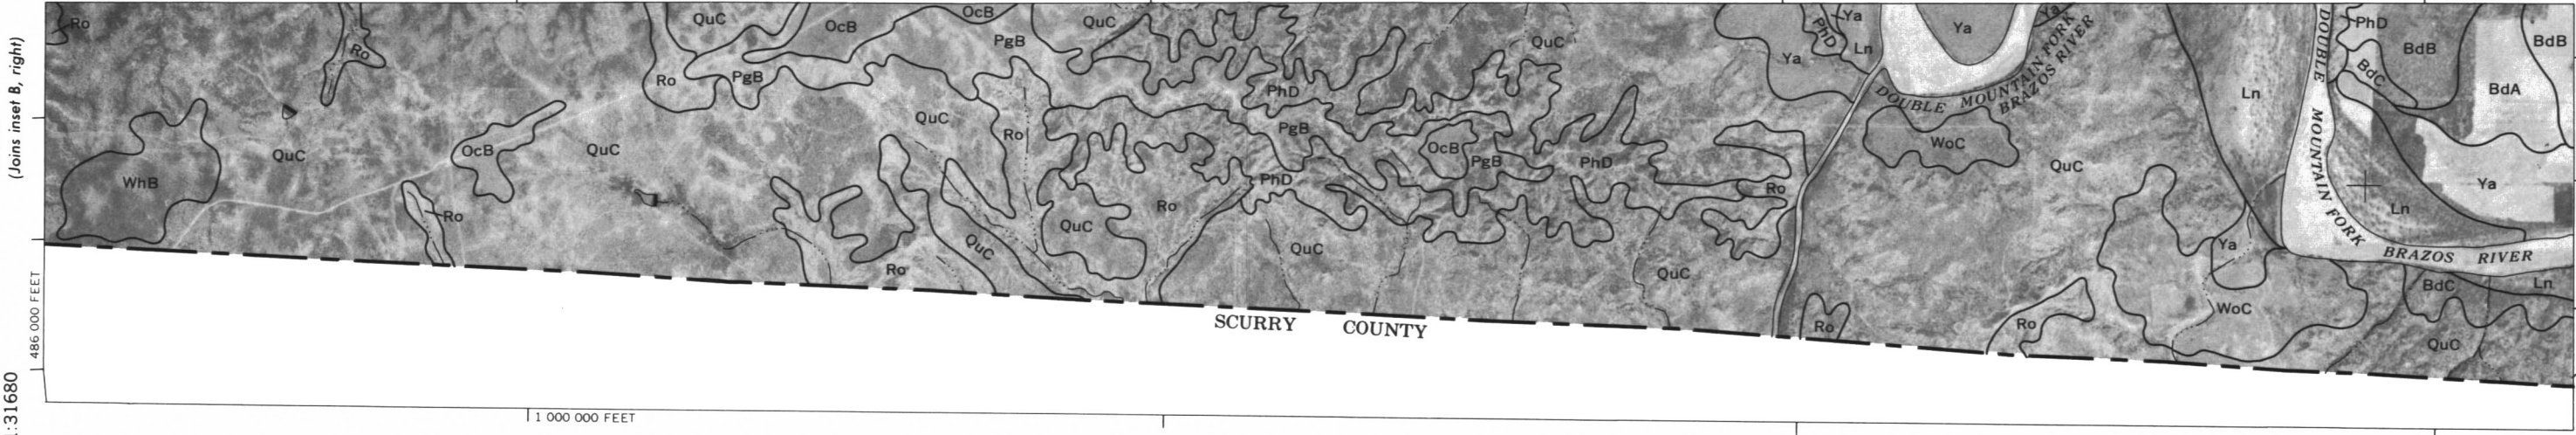 (Joins inset B, right)
Ro
Ro
QuC
OcB
OcB
PgB
QuC
QuC
Ya
PhD
Ya
Ln
Ya
Ya
DOUBLE MOUNTAIN FORK
BRAZOS RIVER
Ln
DOUBLE
MOUNTAIN FORK
BRAZOS RIVER
PhD
BdB
BdC
BdB
BdA
Ro
PgB
PhD
QuC
Ro
PgB
OcB
PgB
PhD
WoC
QuC
QuC
OcB
QuC
WhB
Ro
PhD
Ro
Ro
QuC
QuC
QuC
Ro
QuC
QuC
Ya
Ln
Ya
BdC
Ln
WoC
Ro
Ro
QuC
SCURRY COUNTY
486 000 FEET
1 000 000 FEET
1:31680